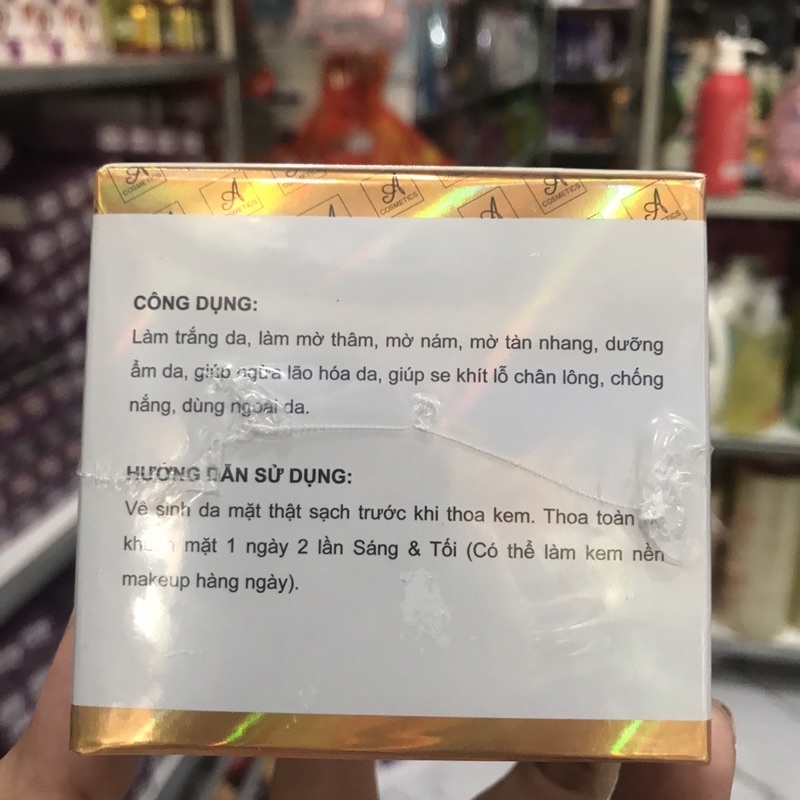 A COSMETICS
A COSMETICS
A COSMETICS
A COSMETICS
CÔNG DỤNG:
Làm trắng da, làm mờ thâm, mờ nám, mờ tàn nhang, dưỡng
ẩm da, giúp ngừa lão hóa da, giúp se khít lỗ chân lông, chống
nắng, dùng ngoài da.
HƯỚNG DẪN SỬ DỤNG:
Vệ sinh da mặt thật sạch trước khi thoa kem. Thoa toàn
mặt 1 ngày 2 lần Sáng & Tối (Có thể làm kem nền
makeup hàng ngày).